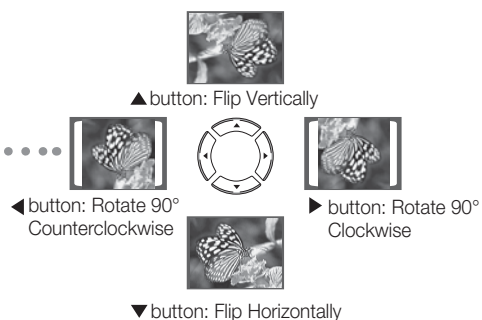 ▲ button: Flip Vertically
◀ button: Rotate 90°
Counterclockwise
▶ button: Rotate 90°
Clockwise
▼ button: Flip Horizontally